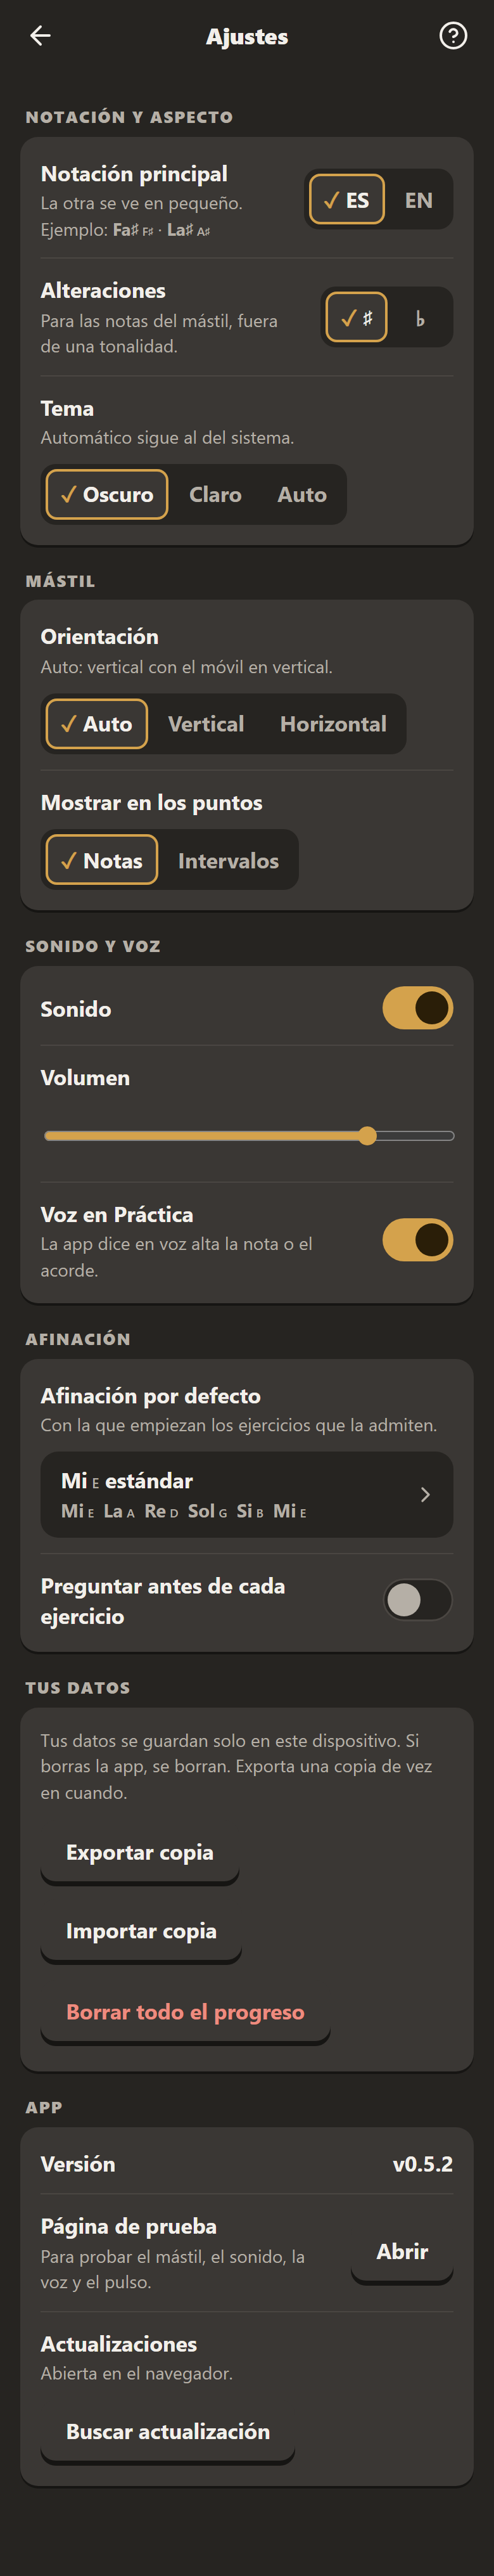 Ajustes
NOTACIÓN Y ASPECTO
Notación principal
La otra se ve en pequeño.
Ejemplo: Fa♯ F♯ · La♯ A♯
✓ ES EN
Alteraciones
Para las notas del mástil, fuera
de una tonalidad.
✓ ♯ ♭
Tema
Automático sigue al del sistema.
✓ Oscuro Claro Auto
MÁSTIL
Orientación
Auto: vertical con el móvil en vertical.
✓ Auto Vertical Horizontal
Mostrar en los puntos
✓ Notas Intervalos
SONIDO Y VOZ
Sonido
Volumen
Voz en Práctica
La app dice en voz alta la nota o el
acorde.
AFINACIÓN
Afinación por defecto
Con la que empiezan los ejercicios que la admiten.
Mi E estándar
Mi E La A Re D Sol G Si B Mi E
Preguntar antes de cada
ejercicio
TUS DATOS
Tus datos se guardan solo en este dispositivo. Si
borras la app, se borran. Exporta una copia de vez
en cuando.
Exportar copia
Importar copia
Borrar todo el progreso
APP
Versión v0.5.2
Página de prueba
Para probar el mástil, el sonido, la
voz y el pulso.
Abrir
Actualizaciones
Abierta en el navegador.
Buscar actualización